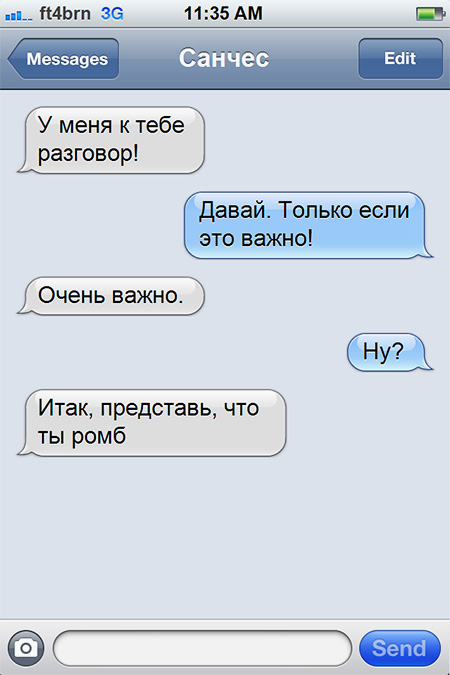 ft4brn 3G 11:35 AM
Messages Санчес Edit
У меня к тебе
разговор!
Давай. Только если
это важно!
Очень важно.
Ну?
Итак, представь, что
ты ромб
Send